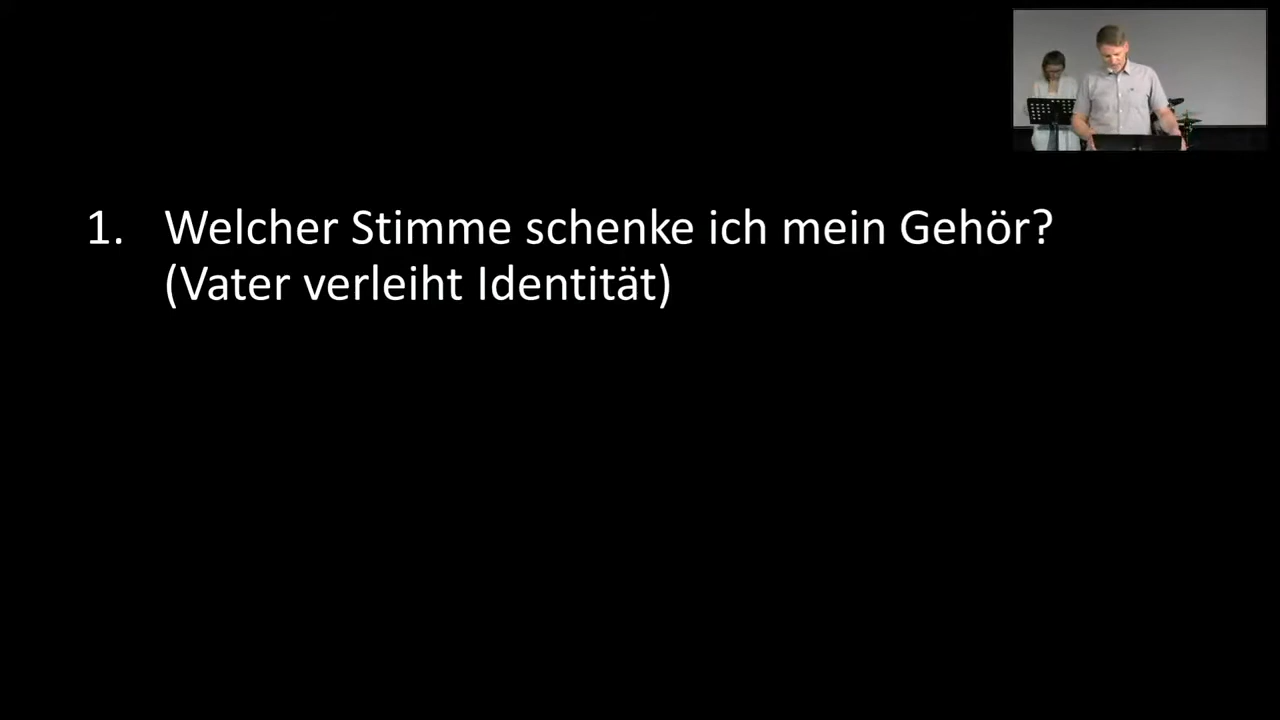 1. Welcher Stimme schenke ich mein Gehör?
(Vater verleiht Identität)